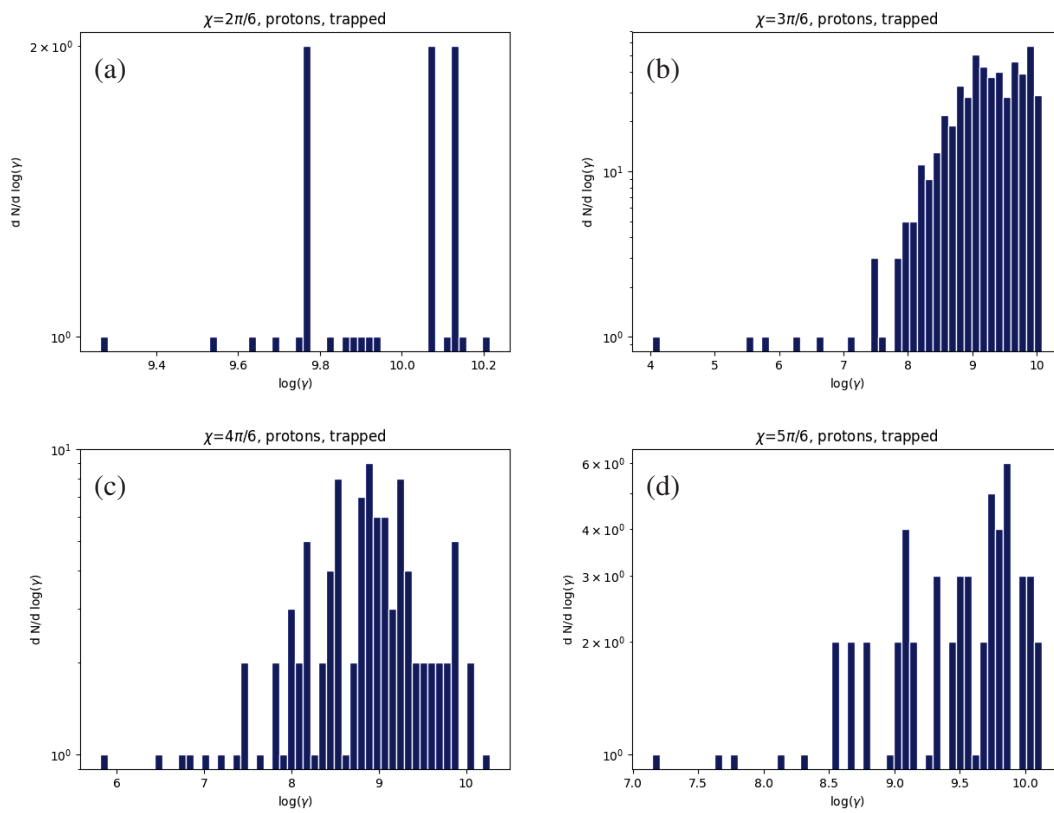 χ=2π/6, protons, trapped
(a)
2 × 10⁰
10⁰
d N/d log(γ)
9.4 9.6 9.8 10.0 10.2
log(γ)
χ=3π/6, protons, trapped
(b)
10¹
10⁰
d N/d log(γ)
4 5 6 7 8 9 10
log(γ)
χ=4π/6, protons, trapped
(c)
10¹
10⁰
d N/d log(γ)
6 7 8 9 10
log(γ)
χ=5π/6, protons, trapped
(d)
6 × 10⁰
4 × 10⁰
3 × 10⁰
2 × 10⁰
10⁰
d N/d log(γ)
7.0 7.5 8.0 8.5 9.0 9.5 10.0
log(γ)